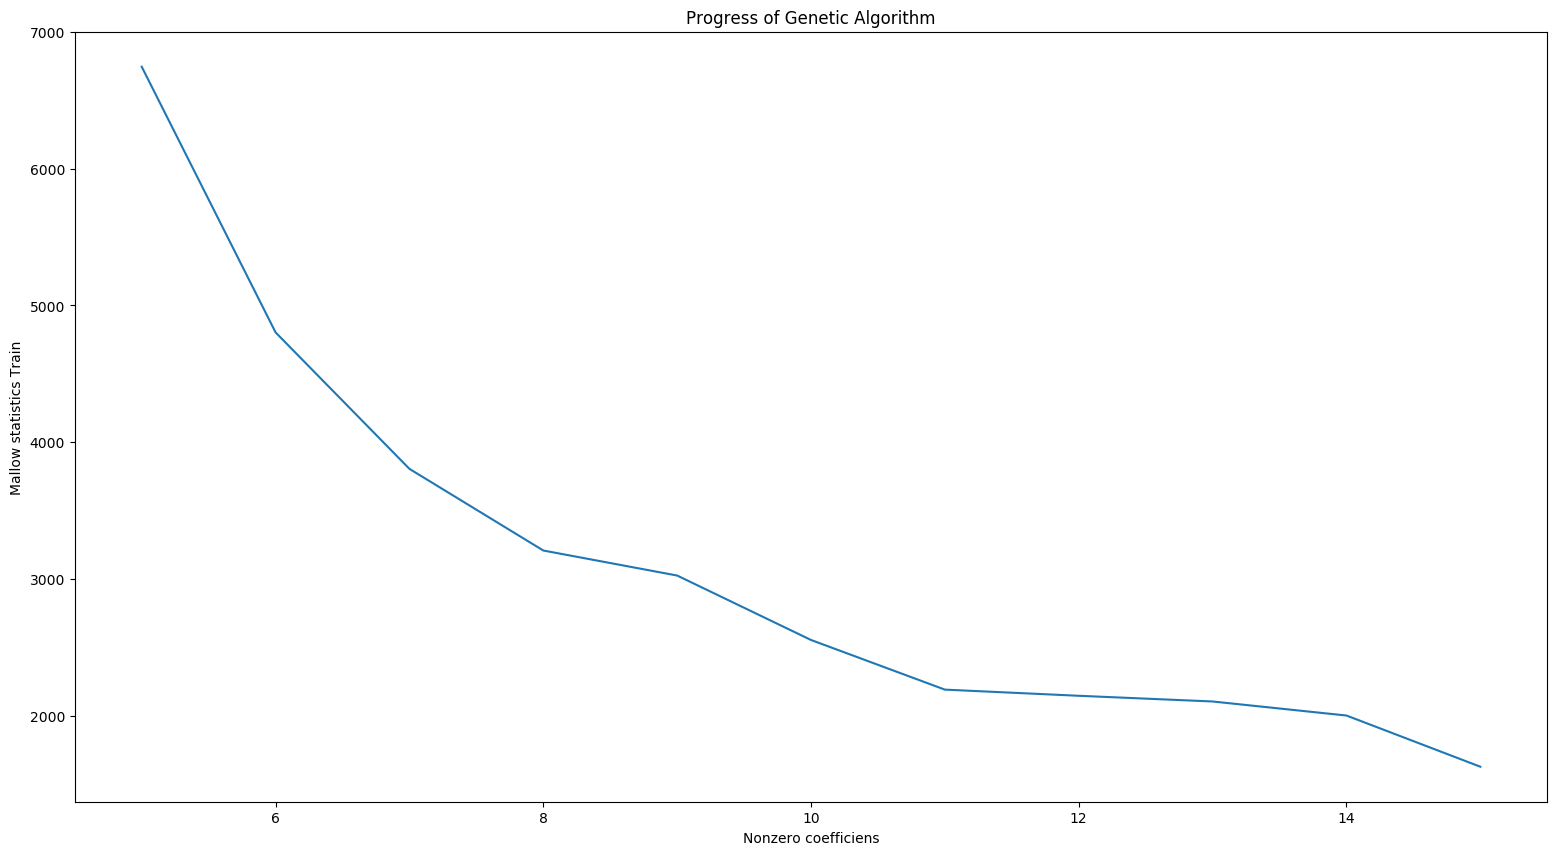 Progress of Genetic Algorithm
7000
6000
5000
4000
3000
2000
Mallow statistics Train
6 8 10 12 14
Nonzero coefficiens